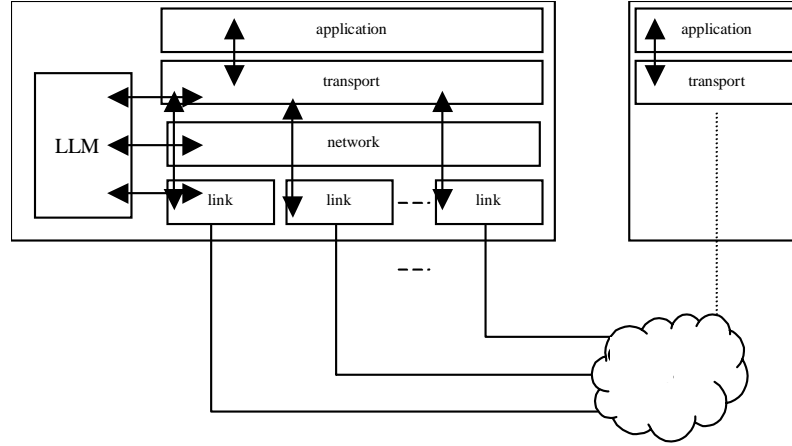 application
transport
LLM
network
link
link
link
application
transport